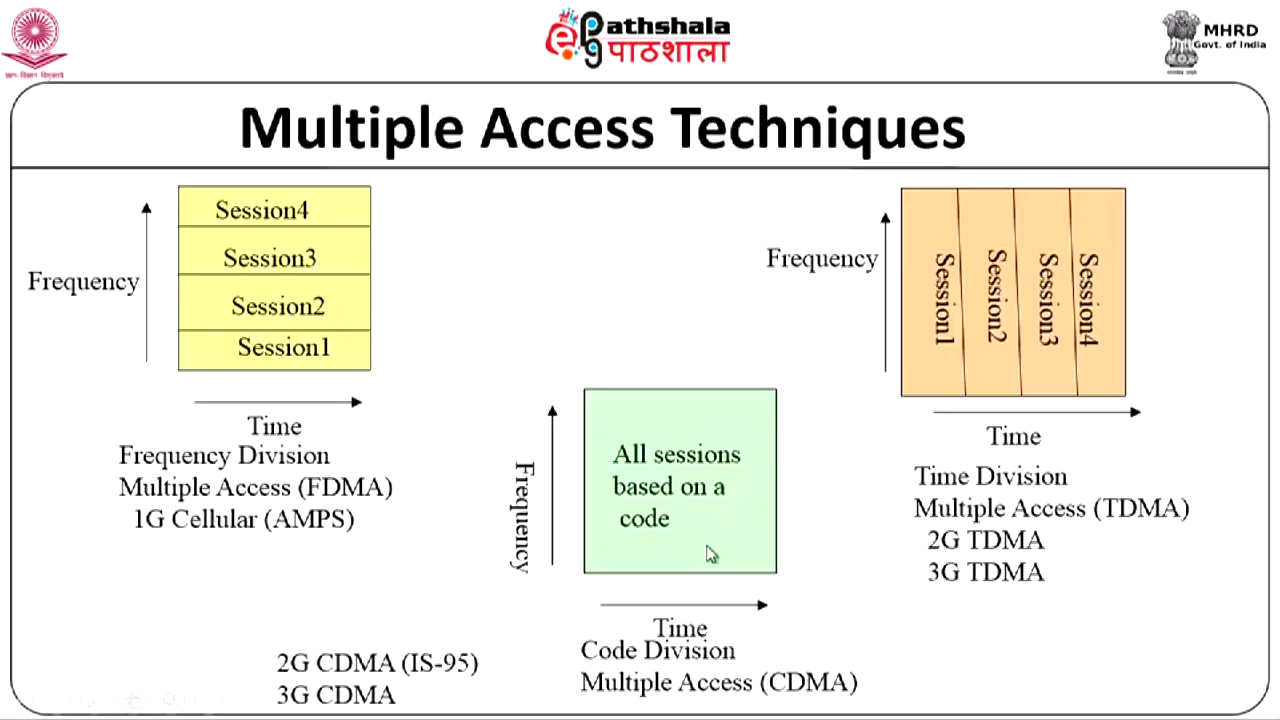 ePathshala
पाठशाला
MHRD
Govt. of India
Multiple Access Techniques
Session4
Session3
Session2
Session1
Frequency
Time
Frequency Division
Multiple Access (FDMA)
1G Cellular (AMPS)
Frequency
All sessions
based on a
code
Time
Code Division
Multiple Access (CDMA)
2G CDMA (IS-95)
3G CDMA
Frequency
Session1
Session2
Session3
Session4
Time
Time Division
Multiple Access (TDMA)
2G TDMA
3G TDMA